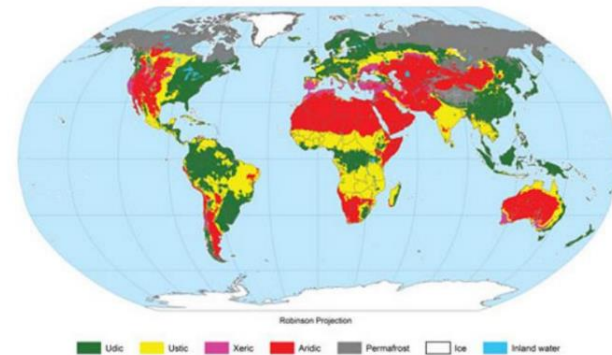 Robinson Projection
Udic Ustic Xeric Aridic Permafrost Ice Inland water